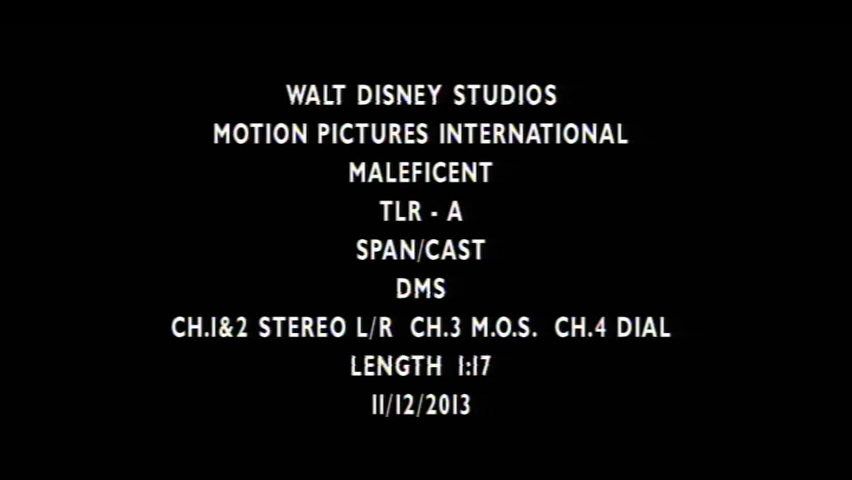 WALT DISNEY STUDIOS
MOTION PICTURES INTERNATIONAL
MALEFICENT
TLR - A
SPAN/CAST
DMS
CH.1&2 STEREO L/R CH.3 M.O.S. CH.4 DIAL
LENGTH 1:17
11/12/2013